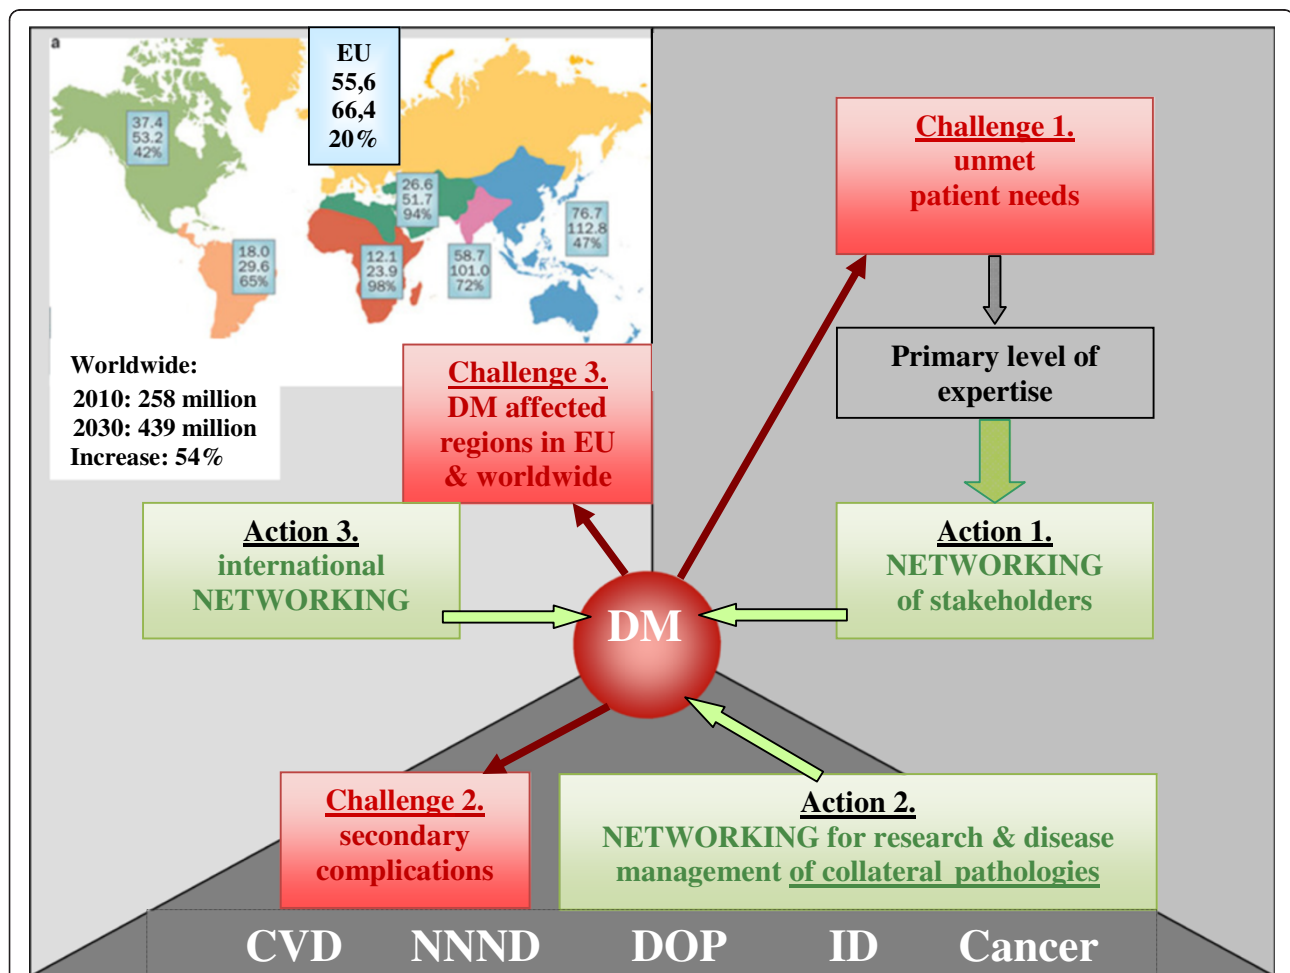 a
EU
55,6
66,4
20%
37.4
53.2
42%
26.6
51.7
94%
76.7
112.8
47%
18.0
29.6
65%
12.1
23.9
98%
58.7
101.0
72%
Worldwide:
2010: 258 million
2030: 439 million
Increase: 54%
Challenge 1.
unmet
patient needs
Primary level of
expertise
Challenge 3.
DM affected
regions in EU
& worldwide
Action 3.
international
NETWORKING
Action 1.
NETWORKING
of stakeholders
DM
Challenge 2.
secondary
complications
Action 2.
NETWORKING for research & disease
management of collateral pathologies
CVD NNND DOP ID Cancer